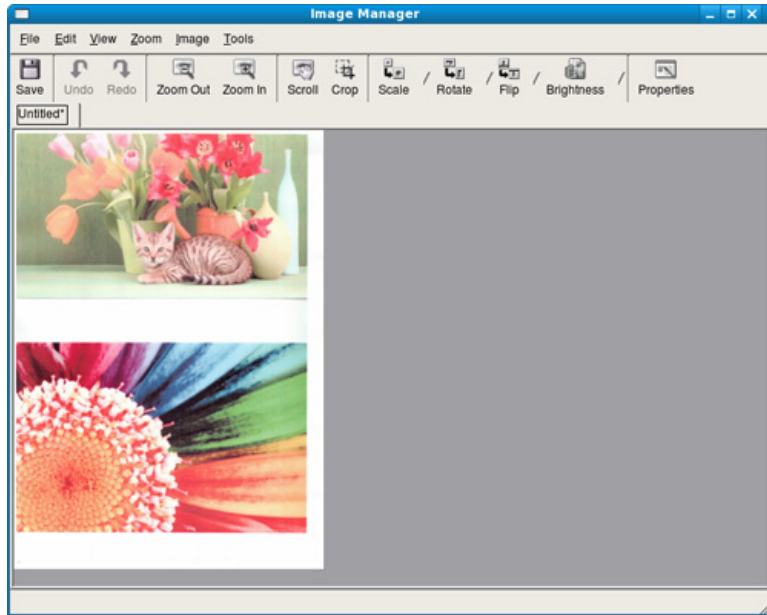 Image Manager
File Edit View Zoom Image Tools
Save Undo Redo Zoom Out Zoom In Scroll Crop Scale / Rotate / Flip / Brightness / Properties
Untitled*